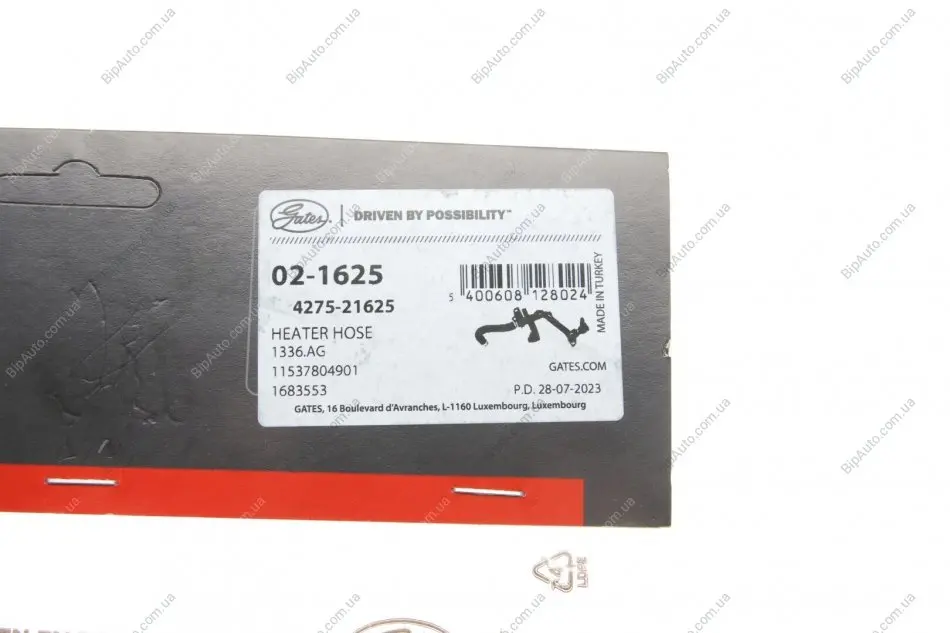 Gates. | DRIVEN BY POSSIBILITY™
02-1625
4275-21625
HEATER HOSE
1336.AG
11537804901
1683553
5 400608 128024
MADE IN TURKEY
GATES.COM
P.D. 28-07-2023
GATES, 16 Boulevard d'Avranches, L-1160 Luxembourg, Luxembourg
4
LDPE
BipAuto.com.ua